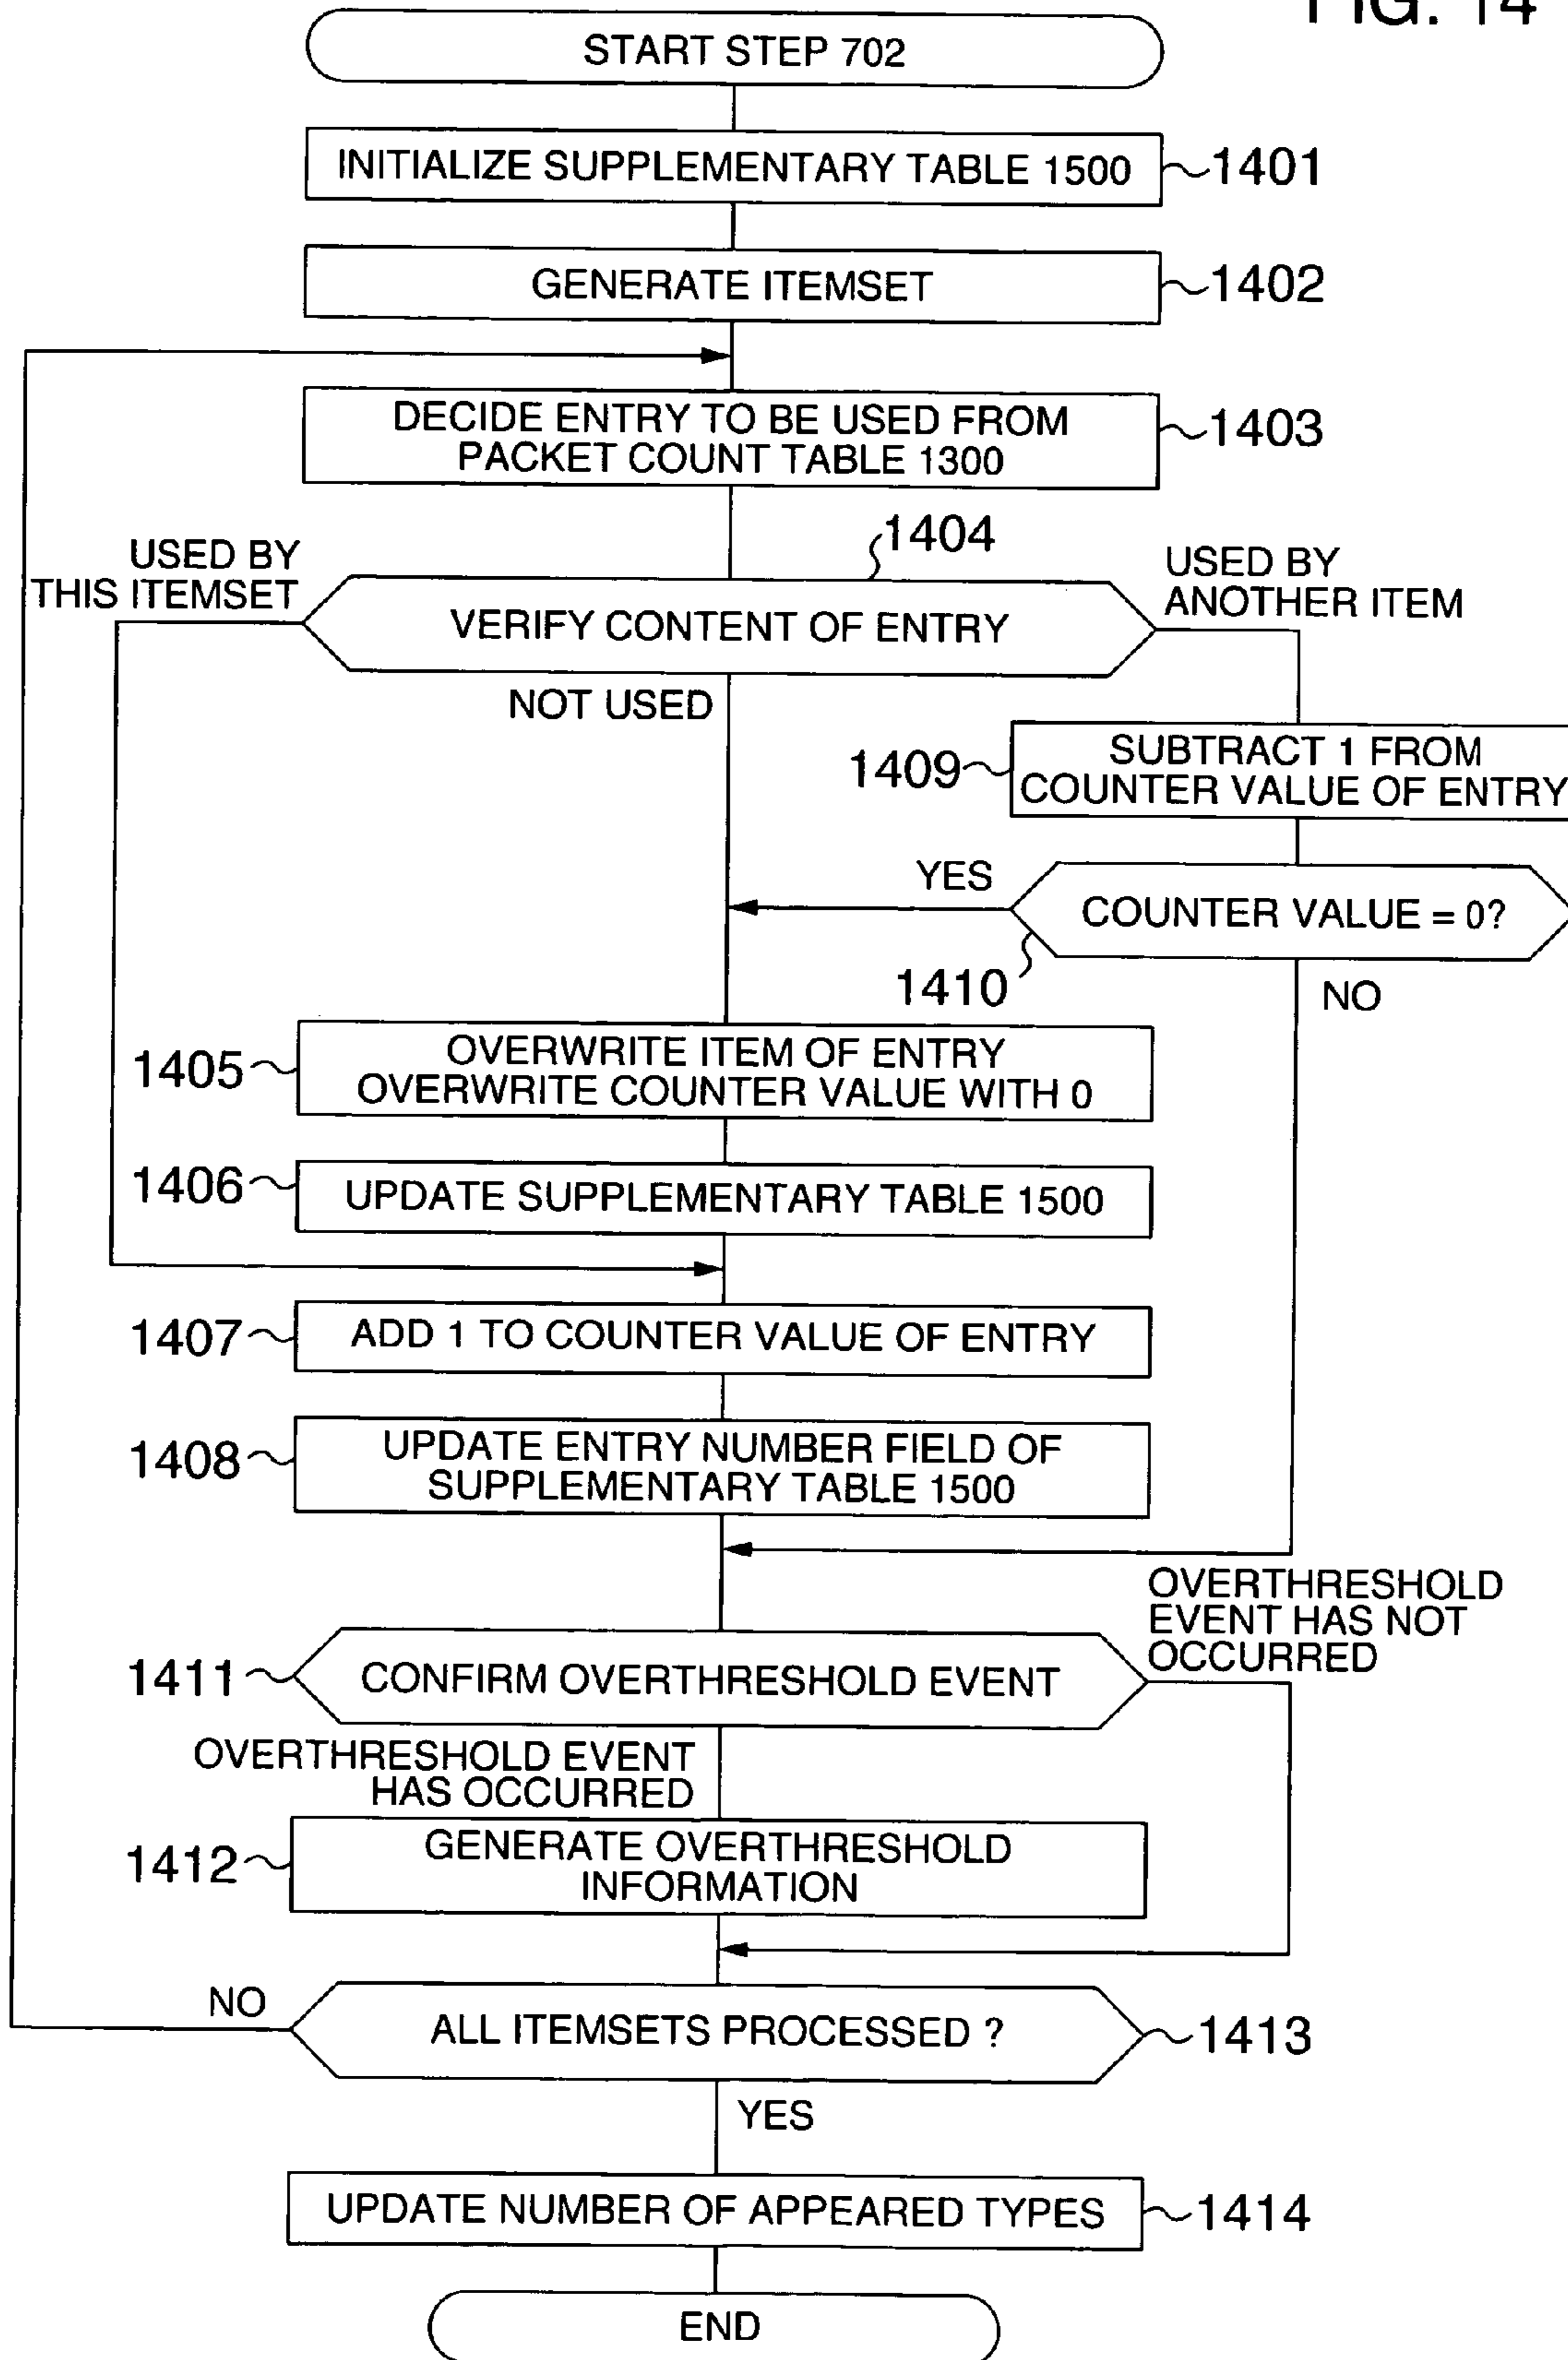 FIG. 14
START STEP 702
INITIALIZE SUPPLEMENTARY TABLE 1500
1401
GENERATE ITEMSET
1402
DECIDE ENTRY TO BE USED FROM
PACKET COUNT TABLE 1300
1403
1404
USED BY
THIS ITEMSET
VERIFY CONTENT OF ENTRY
USED BY
ANOTHER ITEM
NOT USED
1409
SUBTRACT 1 FROM
COUNTER VALUE OF ENTRY
YES
COUNTER VALUE = 0?
1410
NO
1405
OVERWRITE ITEM OF ENTRY
OVERWRITE COUNTER VALUE WITH 0
1406
UPDATE SUPPLEMENTARY TABLE 1500
1407
ADD 1 TO COUNTER VALUE OF ENTRY
1408
UPDATE ENTRY NUMBER FIELD OF
SUPPLEMENTARY TABLE 1500
OVERTHRESHOLD
EVENT HAS NOT
OCCURRED
1411
CONFIRM OVERTHRESHOLD EVENT
OVERTHRESHOLD EVENT
HAS OCCURRED
1412
GENERATE OVERTHRESHOLD
INFORMATION
NO
ALL ITEMSETS PROCESSED ?
1413
YES
UPDATE NUMBER OF APPEARED TYPES
1414
END